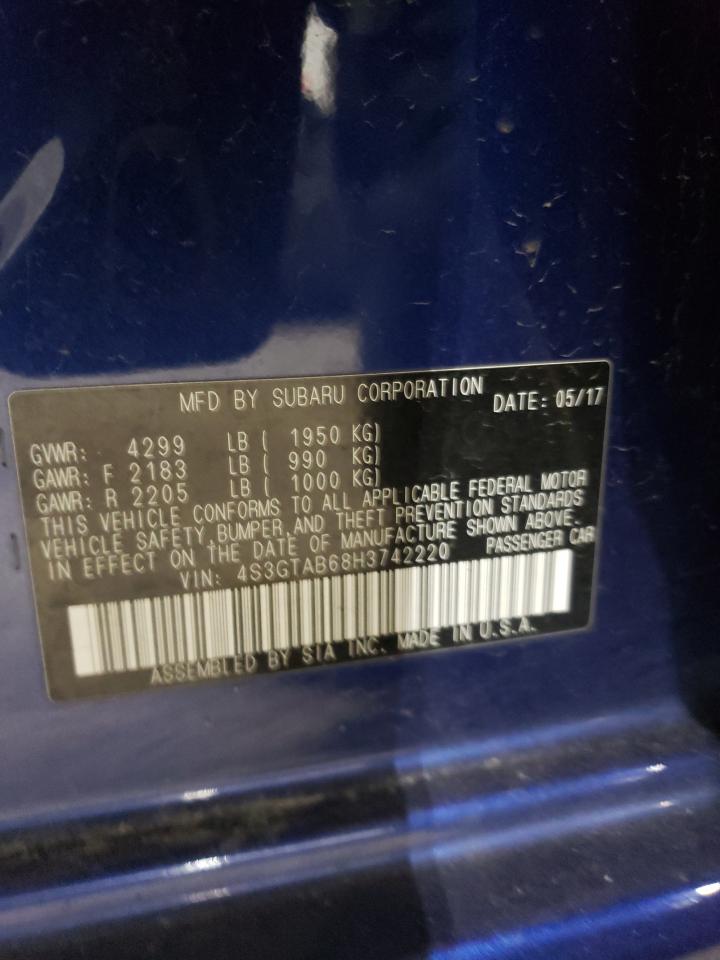 MFD BY SUBARU CORPORATION DATE: 05/17
GVWR: 4299 LB ( 1950 KG)
GAWR: F 2183 LB ( 990 KG)
GAWR: R 2205 LB ( 1000 KG)
THIS VEHICLE CONFORMS TO ALL APPLICABLE FEDERAL MOTOR
VEHICLE SAFETY, BUMPER, AND THEFT PREVENTION STANDARDS
IN EFFECT ON THE DATE OF MANUFACTURE SHOWN ABOVE.
VIN: 4S3GTAB68H3742220 PASSENGER CAR
ASSEMBLED BY SIA INC. MADE IN U.S.A.